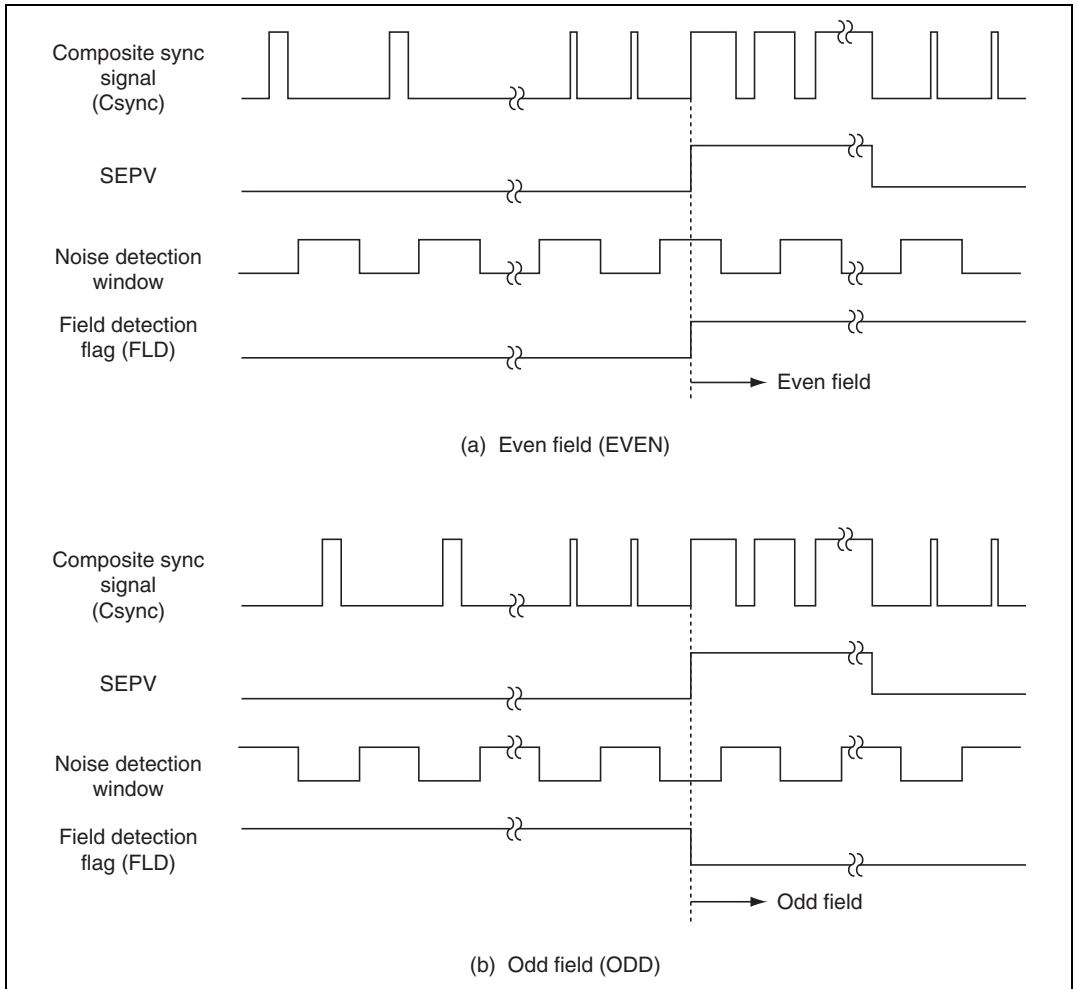 Composite sync
signal
(Csync)
SEPV
Noise detection
window
Field detection
flag (FLD)
Even field
(a) Even field (EVEN)
Composite sync
signal
(Csync)
SEPV
Noise detection
window
Field detection
flag (FLD)
Odd field
(b) Odd field (ODD)